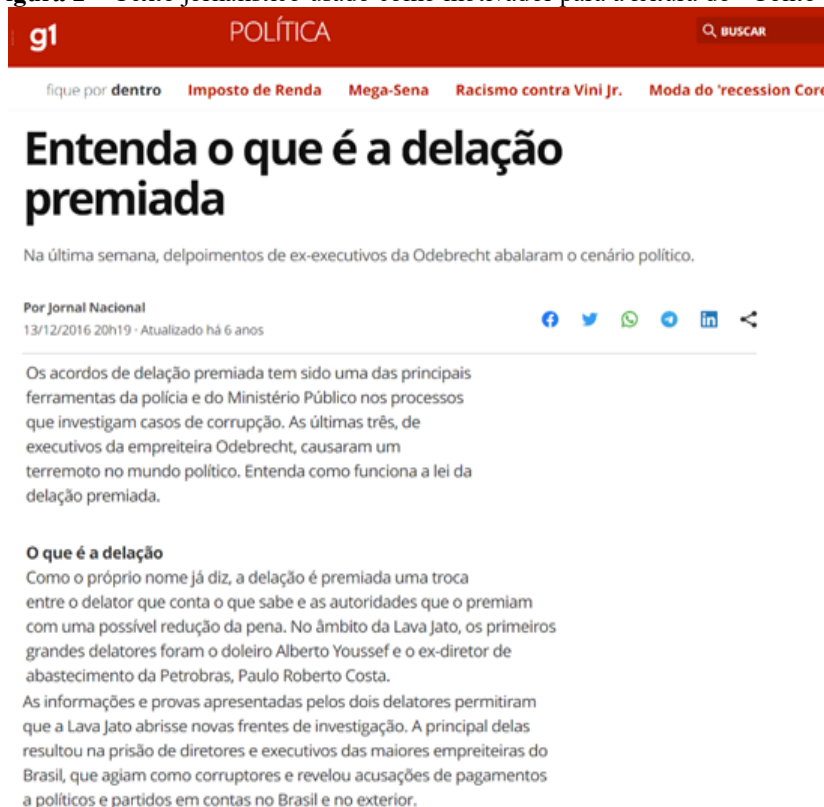 g1 POLÍTICA BUSCAR
fique por dentro Imposto de Renda Mega-Sena Racismo contra Vini Jr. Moda do 'recession Core
Entenda o que é a delação
premiada
Na última semana, delpoimentos de ex-executivos da Odebrecht abalaram o cenário político.
Por Jornal Nacional
13/12/2016 20h19 · Atualizado há 6 anos
Os acordos de delação premiada tem sido uma das principais
ferramentas da polícia e do Ministério Público nos processos
que investigam casos de corrupção. As últimas três, de
executivos da empreiteira Odebrecht, causaram um
terremoto no mundo político. Entenda como funciona a lei da
delação premiada.
O que é a delação
Como o próprio nome já diz, a delação é premiada uma troca
entre o delator que conta o que sabe e as autoridades que o premiam
com uma possível redução da pena. No âmbito da Lava Jato, os primeiros
grandes delatores foram o doleiro Alberto Youssef e o ex-diretor de
abastecimento da Petrobras, Paulo Roberto Costa.
As informações e provas apresentadas pelos dois delatores permitiram
que a Lava Jato abrisse novas frentes de investigação. A principal delas
resultou na prisão de diretores e executivos das maiores empreiteiras do
Brasil, que agiam como corruptores e revelou acusações de pagamentos
a políticos e partidos em contas no Brasil e no exterior.